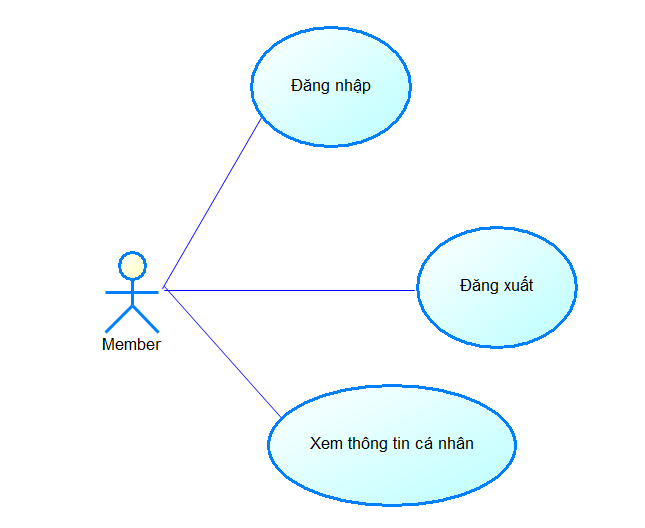 Đăng nhập
Đăng xuất
Member
Xem thông tin cá nhân